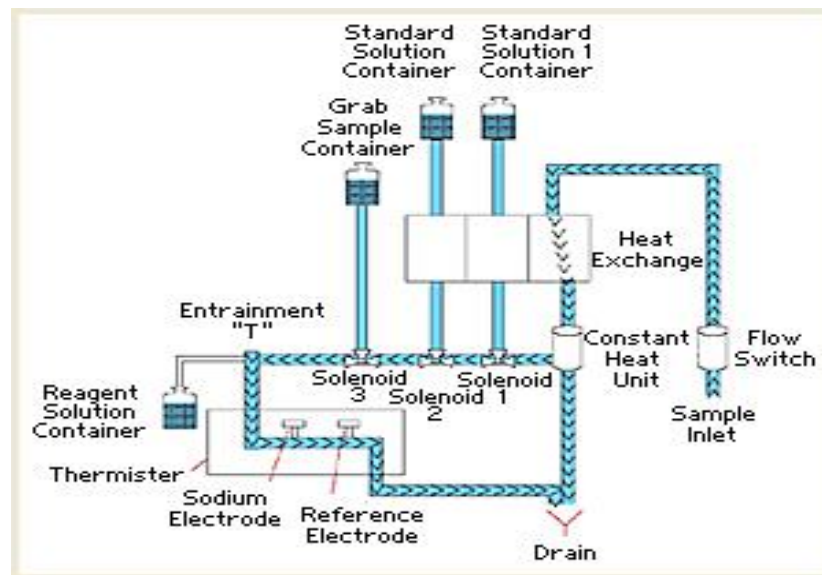 Standard
Solution
Container
Standard
Solution 1
Container
Grab
Sample
Container
Heat
Exchange
Entrainment
"T"
Constant
Heat
Unit
Flow
Switch
Solenoid
3
Solenoid
2
Solenoid
1
Reagent
Solution
Container
Sample
Inlet
Thermister
Sodium
Electrode
Reference
Electrode
Drain